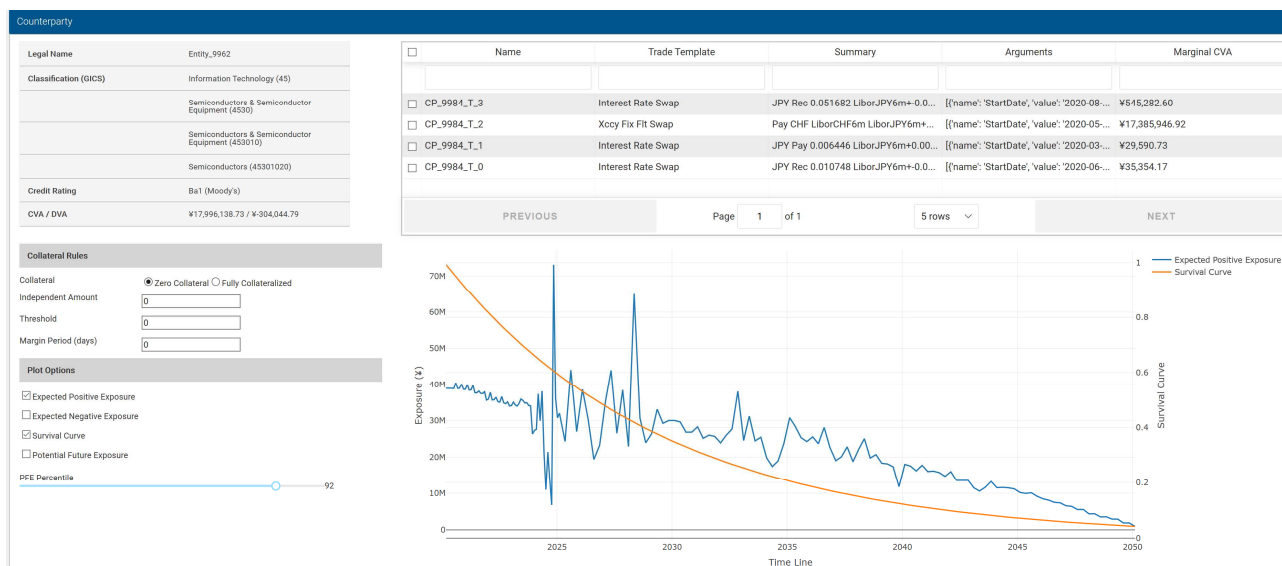 Counterparty
Legal Name Entity_9962
Classification (GICS) Information Technology (45)
Semiconductors & Semiconductor
Equipment (4530)
Semiconductors & Semiconductor
Equipment (453010)
Semiconductors (45301020)
Credit Rating Ba1 (Moody's)
CVA / DVA ¥17,996,138.73 / ¥-304,044.79
Collateral Rules
Collateral Zero Collateral Fully Collateralized
Independent Amount 0
Threshold 0
Margin Period (days) 0
Plot Options
Expected Positive Exposure
Expected Negative Exposure
Survival Curve
Potential Future Exposure
PFE Percentile
92
Name Trade Template Summary Arguments Marginal CVA
CP_9984_T_3 Interest Rate Swap JPY Rec 0.051682 LiborJPY6m+-0.0... [{'name': 'StartDate', 'value': '2020-08-... ¥545,282.60
CP_9984_T_2 Xccy Fix Flt Swap Pay CHF LiborCHF6m LiborJPY6m+... [{'name': 'StartDate', 'value': '2020-05-... ¥17,385,946.92
CP_9984_T_1 Interest Rate Swap JPY Pay 0.006446 LiborJPY6m+0.00... [{'name': 'StartDate', 'value': '2020-03-... ¥29,590.73
CP_9984_T_0 Interest Rate Swap JPY Rec 0.010748 LiborJPY6m+-0.0... [{'name': 'StartDate', 'value': '2020-06-... ¥35,354.17
PREVIOUS Page 1 of 1 5 rows NEXT
Expected Positive Exposure
Survival Curve
Exposure (¥)
70M
60M
50M
40M
30M
20M
10M
0
1
0.8
0.6
0.4
0.2
0
Survival Curve
2025 2030 2035 2040 2045 2050
Time Line